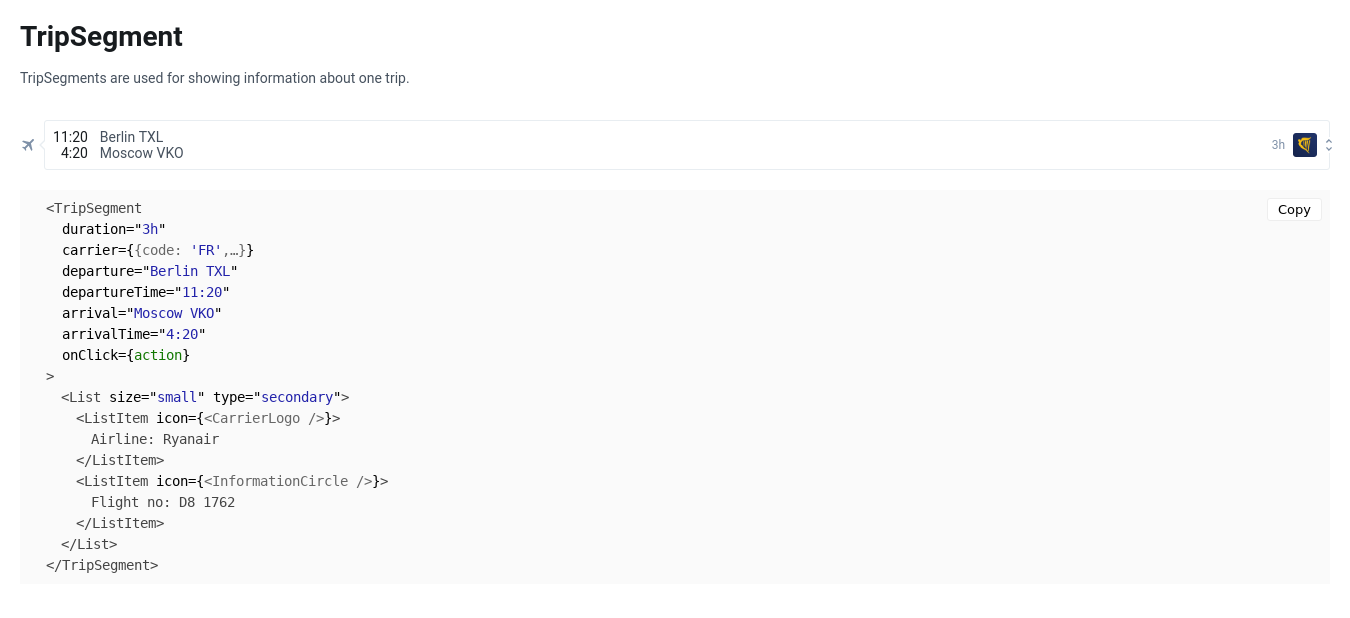 TripSegment
TripSegments are used for showing information about one trip.
11:20 Berlin TXL
4:20 Moscow VKO
3h
Copy
<TripSegment
duration="3h"
carrier={{code: 'FR',…}}
departure="Berlin TXL"
departureTime="11:20"
arrival="Moscow VKO"
arrivalTime="4:20"
onClick={action}
>
<List size="small" type="secondary">
<ListItem icon={<CarrierLogo />}>
Airline: Ryanair
</ListItem>
<ListItem icon={<InformationCircle />}>
Flight no: D8 1762
</ListItem>
</List>
</TripSegment>